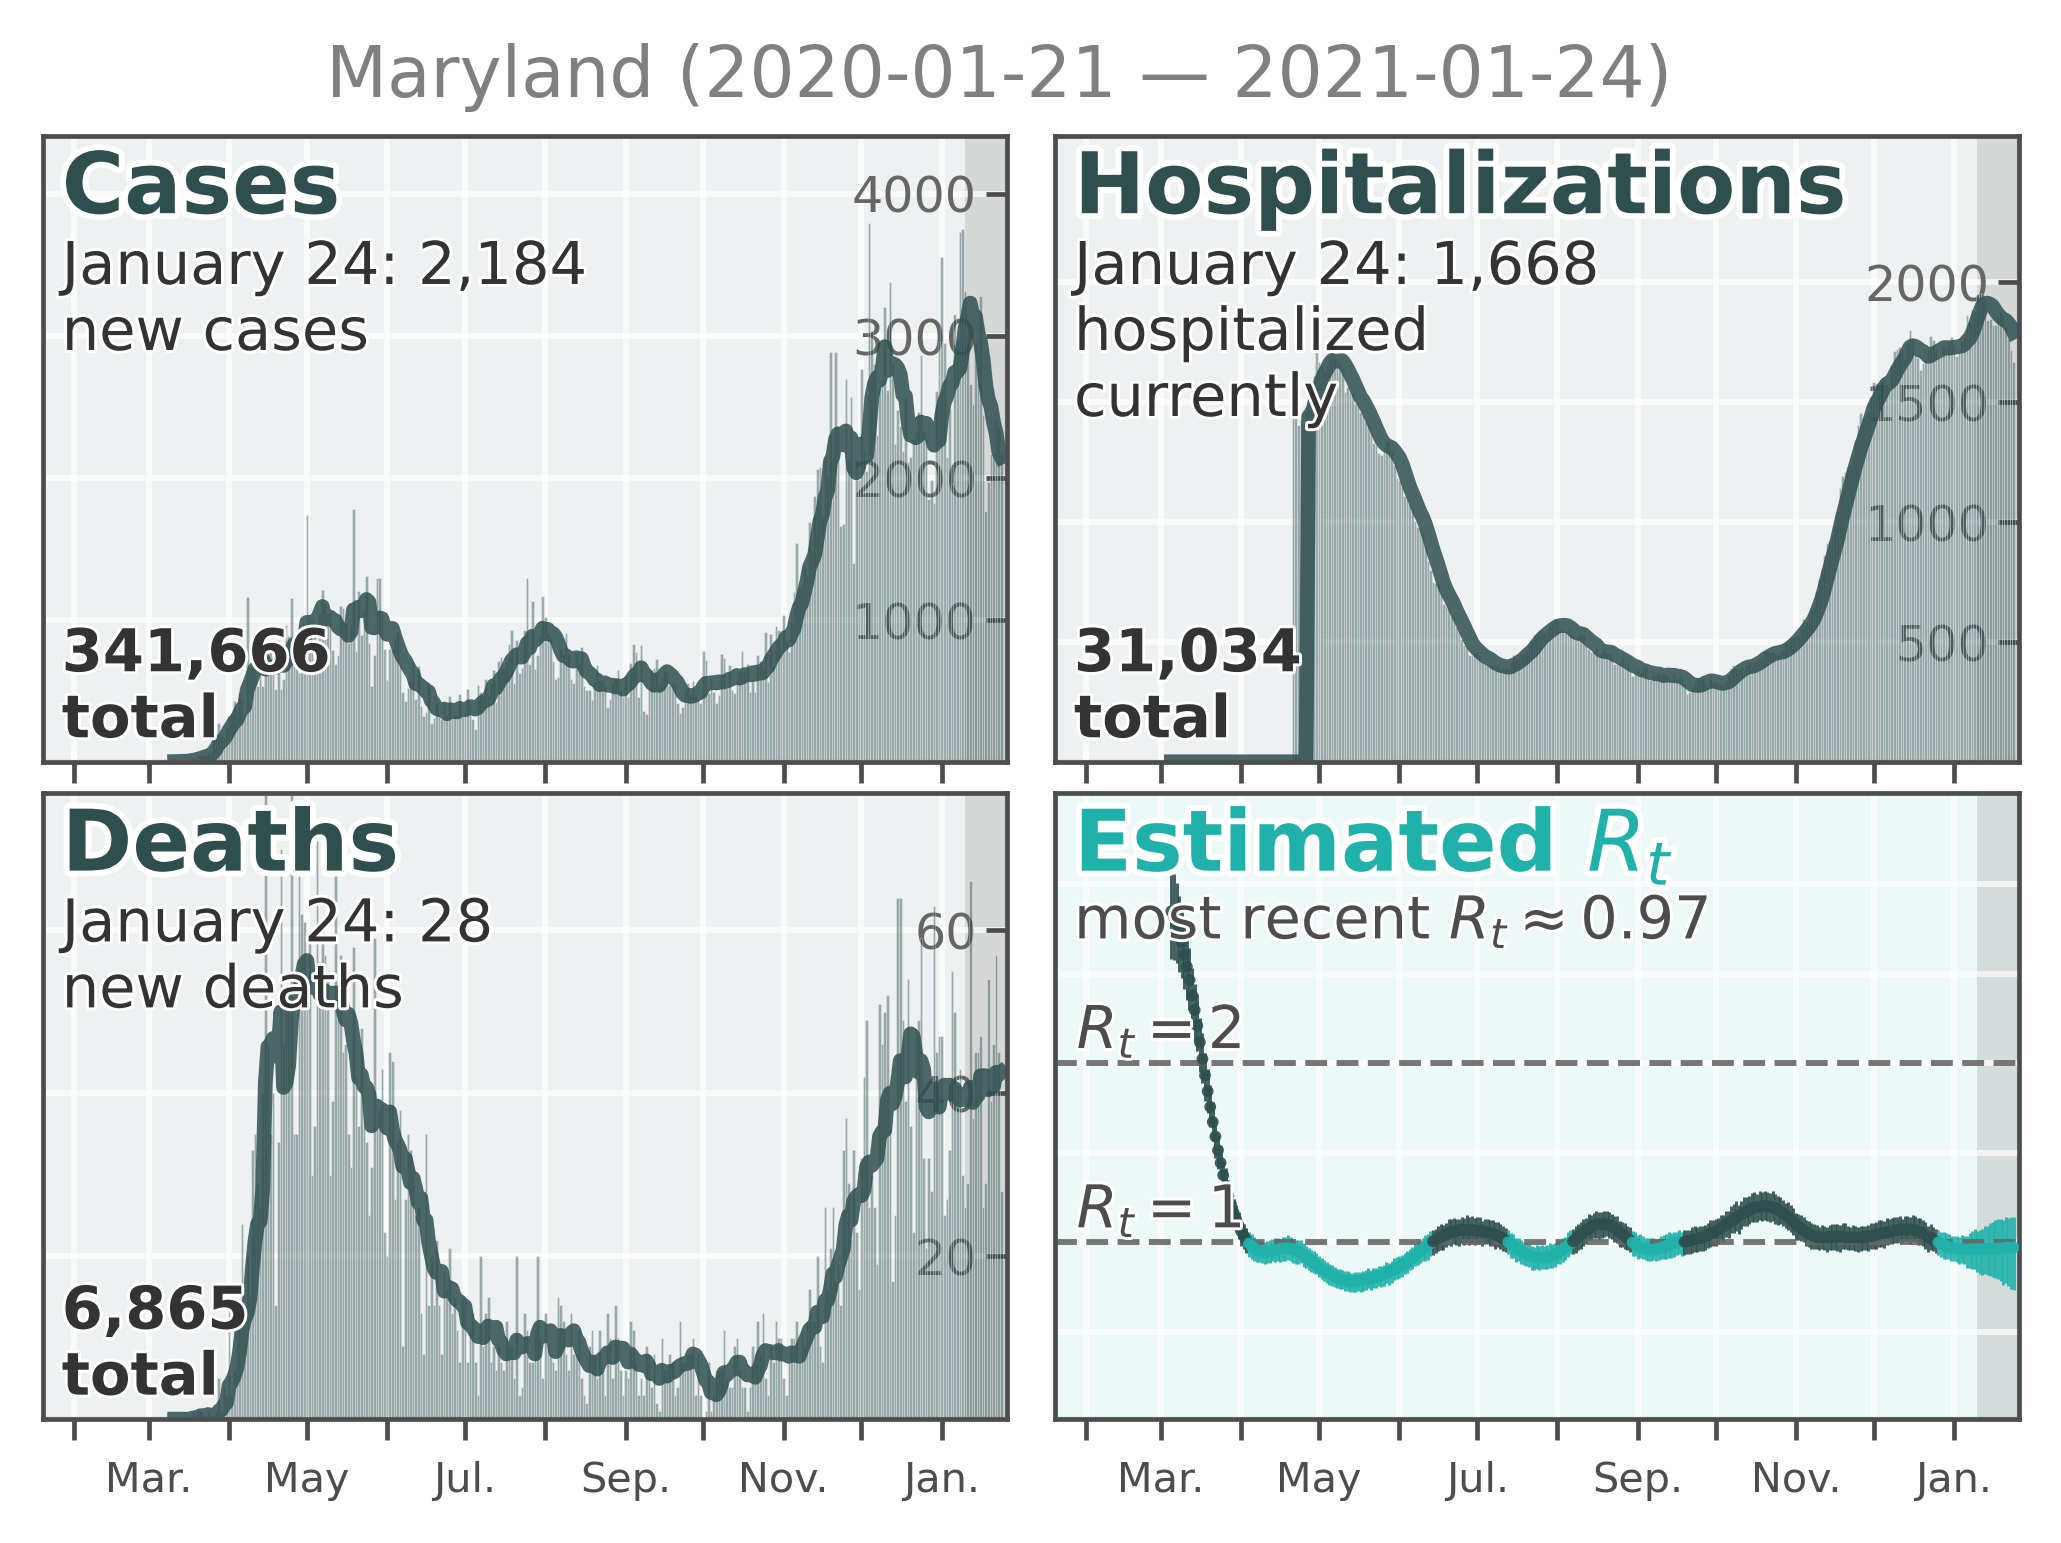 Maryland (2020-01-21 — 2021-01-24)
Cases
January 24: 2,184
new cases
341,666
total
4000
3000
2000
1000
Hospitalizations
January 24: 1,668
hospitalized
currently
31,034
total
2000
1500
1000
500
Deaths
January 24: 28
new deaths
6,865
total
60
40
20
Mar. May Jul. Sep. Nov. Jan.
Estimated Rt
most recent Rt ≈ 0.97
Rt = 2
Rt = 1
Mar. May Jul. Sep. Nov. Jan.